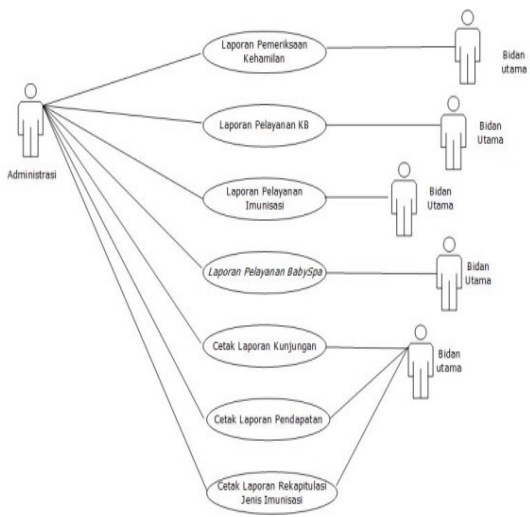 Laporan Pemeriksaan
Kehamilan
Bidan
utama
Administrasi
Laporan Pelayanan KB
Bidan
Utama
Laporan Pelayanan
Imunisasi
Bidan
Utama
Laporan Pelayanan BabySpa
Bidan
Utama
Cetak Laporan Kunjungan
Bidan
utama
Cetak Laporan Pendapatan
Cetak Laporan Rekapitulasi
Jenis Imunisasi